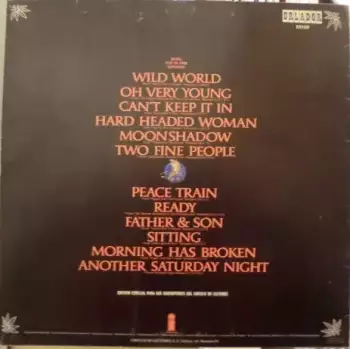 WILD WORLD
OH VERY YOUNG
CAN'T KEEP IT IN
HARD HEADED WOMAN
MOONSHADOW
TWO FINE PEOPLE
PEACE TRAIN
READY
FATHER & SON
SITTING
MORNING HAS BROKEN
ANOTHER SATURDAY NIGHT